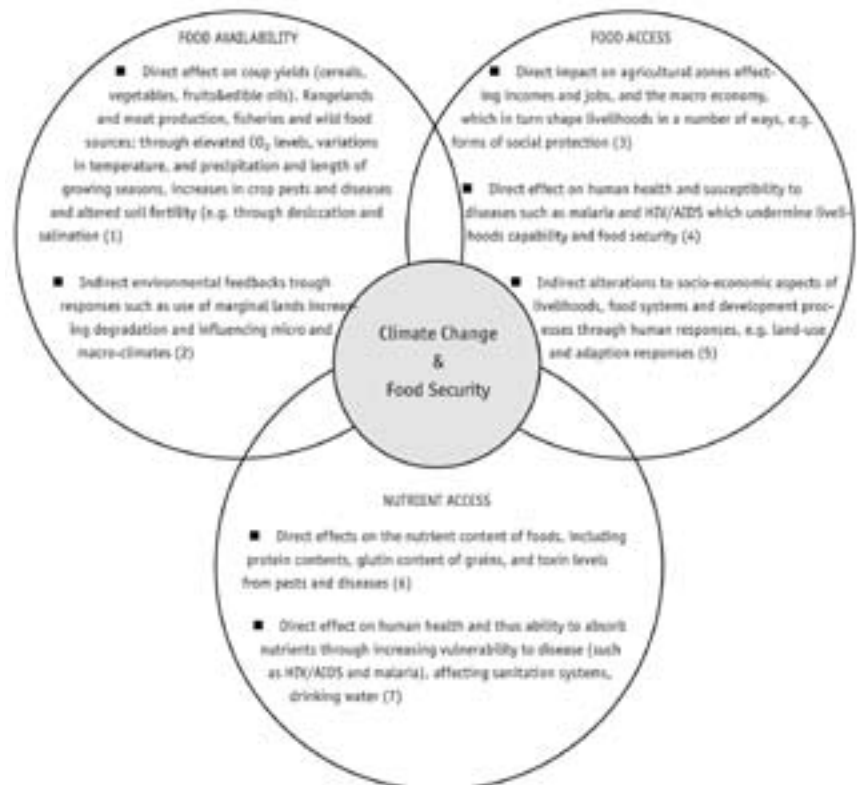 FOOD AVAILABILITY
■ Direct effect on coup yields (cereals,
vegetables, fruits&edible oils). Rangelands
and meat production, fisheries and wild food
sources; through elevated CO₂ levels, variations
in temperature, and precipitation and length of
growing seasons, increases in crop pests and diseases
and altered soil fertility (e.g. through desiccation and
salination (1)
■ Indirect environmental feedbacks trough
responses such as use of marginal lands increas-
ing degradation and influencing micro and
macro-climates (2)
FOOD ACCESS
■ Direct impact on agricultural zones effect-
ing incomes and jobs, and the macro economy,
which in turn shape livelihoods in a number of ways, e.g.
forms of social protection (3)
■ Direct effect on human health and susceptibility to
diseases such as malaria and HIV/AIDS which undermine liveli-
hoods capability and food security (4)
■ Indirect alterations to socio-economic aspects of
livelihoods, food systems and development proc-
esses through human responses, e.g. land-use
and adaption responses (5)
Climate Change
&
Food Security
NUTRIENT ACCESS
■ Direct effects on the nutrient content of foods, including
protein contents, glutin content of grains, and toxin levels
from pests and diseases (6)
■ Direct effect on human health and thus ability to absorb
nutrients through increasing vulnerability to disease (such
as HIV/AIDS and malaria), affecting sanitation systems,
drinking water (7)